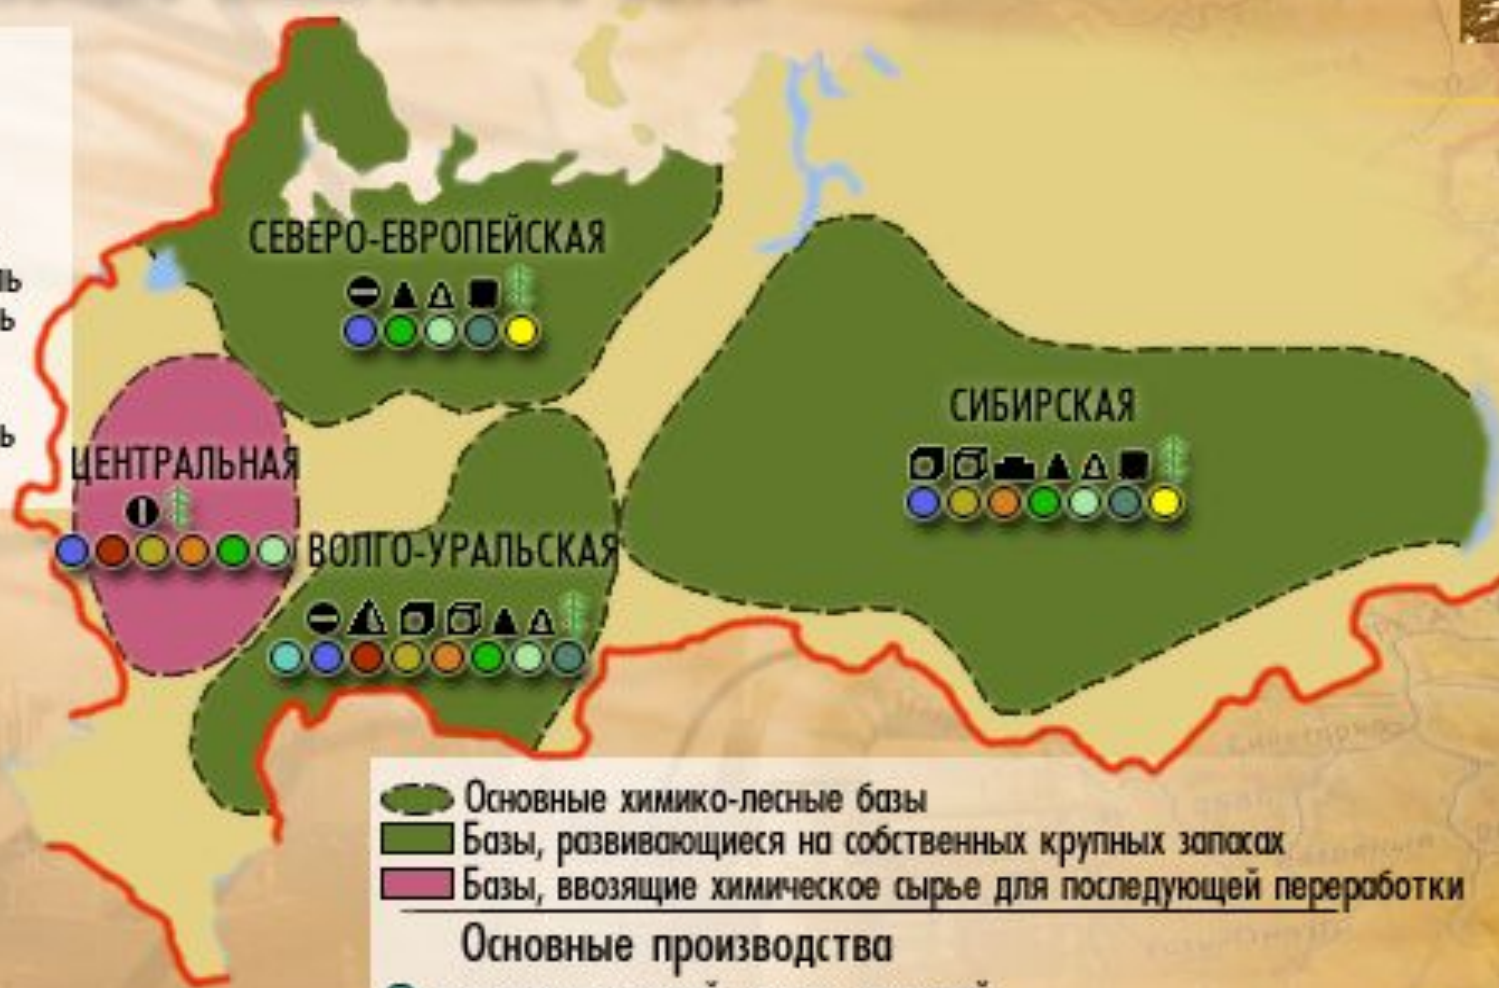 СЕВЕРО-ЕВРОПЕЙСКАЯ
ль
ь
СИБИРСКАЯ
ь
ЦЕНТРАЛЬНАЯ
ВОЛГО-УРАЛЬСКАЯ
Основные химико-лесные базы
Базы, развивающиеся на собственных крупных запасах
Базы, ввозящие химическое сырье для последующей переработки
Основные производства